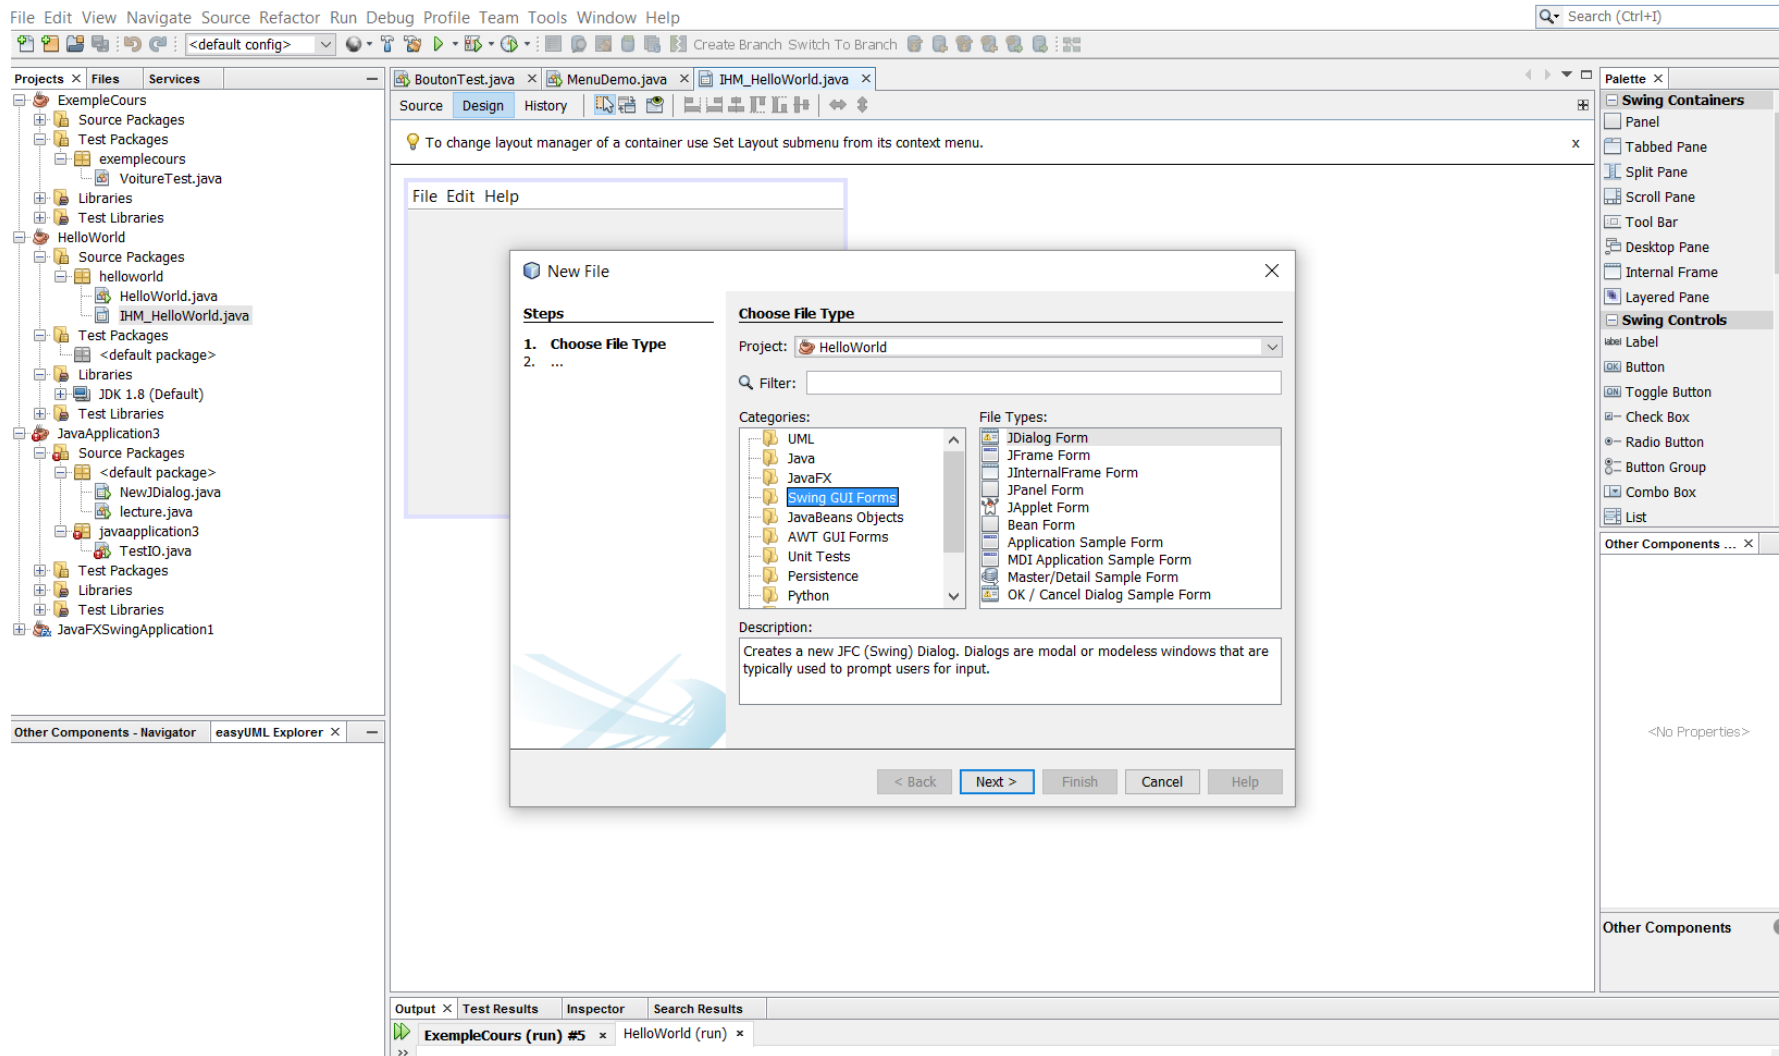 File Edit View Navigate Source Refactor Run Debug Profile Team Tools Window Help
Search (Ctrl+I)
<default config>
Create Branch Switch To Branch
Projects Files Services
ExempleCours
Source Packages
Test Packages
exemplecours
VoitureTest.java
Libraries
Test Libraries
HelloWorld
Source Packages
helloworld
HelloWorld.java
IHM_HelloWorld.java
Test Packages
<default package>
Libraries
JDK 1.8 (Default)
Test Libraries
JavaApplication3
Source Packages
<default package>
NewJDialog.java
lecture.java
javaapplication3
TestIO.java
Test Packages
Libraries
Test Libraries
JavaFXSwingApplication1
Other Components - Navigator easyUML Explorer
BoutonTest.java MenuDemo.java IHM_HelloWorld.java
Source Design History
To change layout manager of a container use Set Layout submenu from its context menu. x
File Edit Help
New File
Steps
1. Choose File Type
2. ...
Choose File Type
Project: HelloWorld
Filter:
Categories:
UML
Java
JavaFX
Swing GUI Forms
JavaBeans Objects
AWT GUI Forms
Unit Tests
Persistence
Python
File Types:
JDialog Form
JFrame Form
JInternalFrame Form
JPanel Form
JApplet Form
Bean Form
Application Sample Form
MDI Application Sample Form
Master/Detail Sample Form
OK / Cancel Dialog Sample Form
Description:
Creates a new JFC (Swing) Dialog. Dialogs are modal or modeless windows that are
typically used to prompt users for input.
< Back Next > Finish Cancel Help
Palette
Swing Containers
Panel
Tabbed Pane
Split Pane
Scroll Pane
Tool Bar
Desktop Pane
Internal Frame
Layered Pane
Swing Controls
label Label
OK Button
ON Toggle Button
Check Box
Radio Button
Button Group
Combo Box
List
Other Components ...
<No Properties>
Other Components
Output Test Results Inspector Search Results
ExempleCours (run) #5 HelloWorld (run)